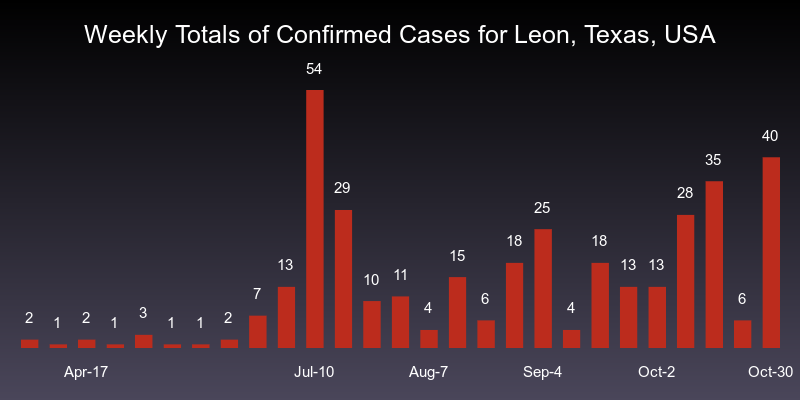 Weekly Totals of Confirmed Cases for Leon, Texas, USA
2 1 2 1 3 1 1 2 7 13 54 29 10 11 4 15 6 18 25 4 18 13 13 28 35 6 40
Apr-17 Jul-10 Aug-7 Sep-4 Oct-2 Oct-30